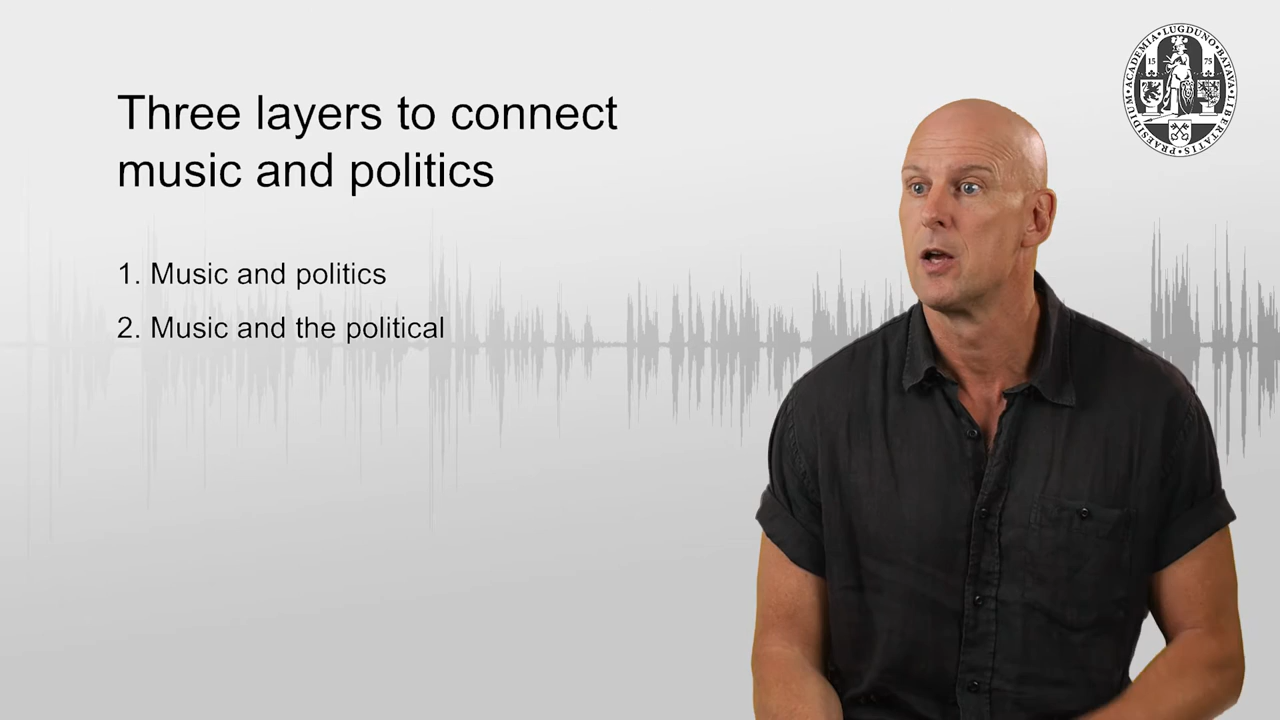 Three layers to connect
music and politics
1. Music and politics
2. Music and the political
ACADEMIA · LUGDUNO · BATAVA · LIBERTATIS · PRAESIDIUM ·
15 75